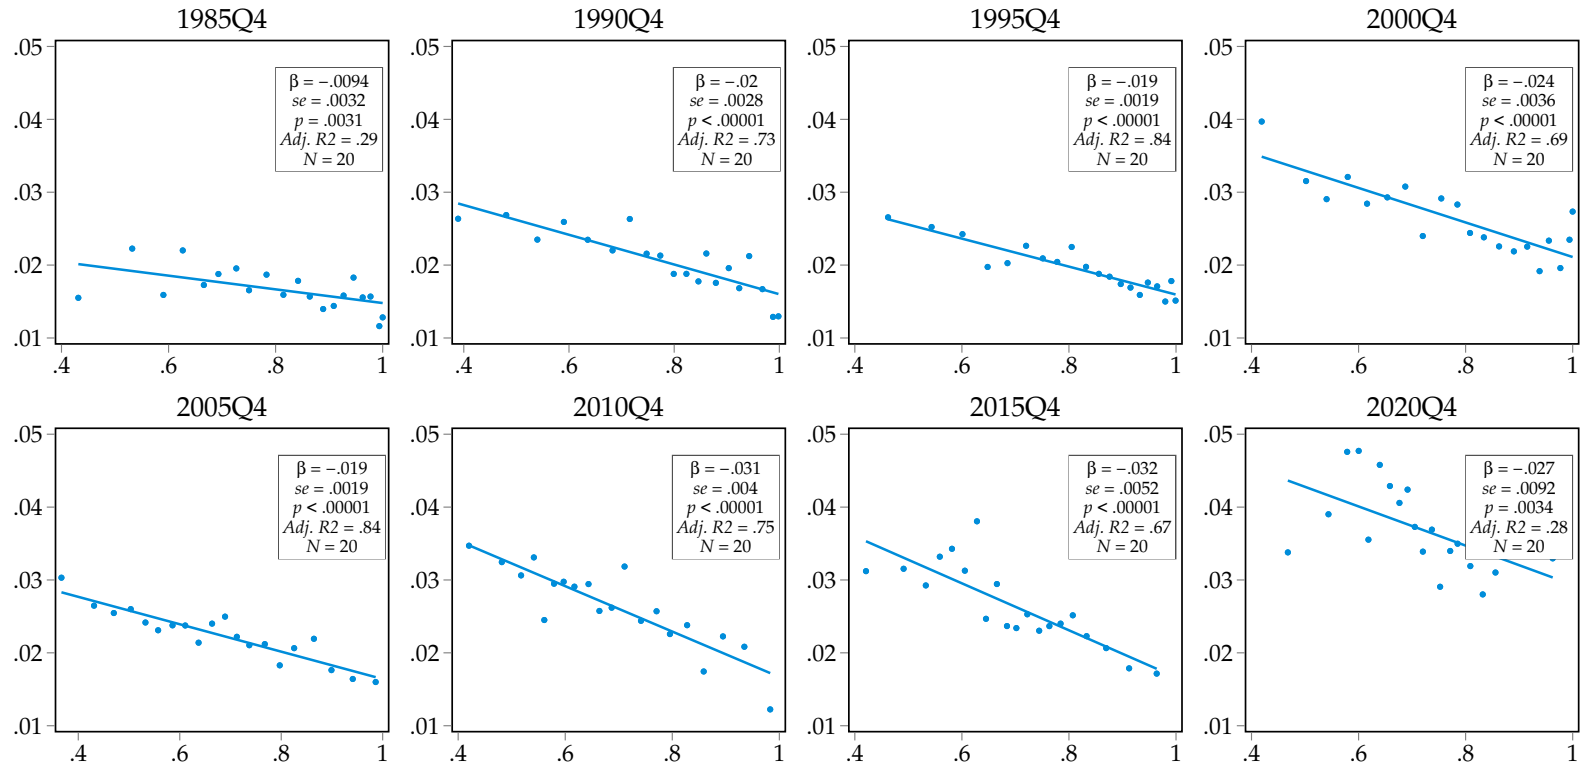 1985Q4
.05
.04
.03
.02
.01
.4
.6
.8
1
β = −.0094
se = .0032
p = .0031
Adj. R2 = .29
N = 20
1990Q4
.05
.04
.03
.02
.01
.4
.6
.8
1
β = −.02
se = .0028
p < .00001
Adj. R2 = .73
N = 20
1995Q4
.05
.04
.03
.02
.01
.4
.6
.8
1
β = −.019
se = .0019
p < .00001
Adj. R2 = .84
N = 20
2000Q4
.05
.04
.03
.02
.01
.4
.6
.8
1
β = −.024
se = .0036
p < .00001
Adj. R2 = .69
N = 20
2005Q4
.05
.04
.03
.02
.01
.4
.6
.8
1
β = −.019
se = .0019
p < .00001
Adj. R2 = .84
N = 20
2010Q4
.05
.04
.03
.02
.01
.4
.6
.8
1
β = −.031
se = .004
p < .00001
Adj. R2 = .75
N = 20
2015Q4
.05
.04
.03
.02
.01
.4
.6
.8
1
β = −.032
se = .0052
p < .00001
Adj. R2 = .67
N = 20
2020Q4
.05
.04
.03
.02
.01
.4
.6
.8
1
β = −.027
se = .0092
p = .0034
Adj. R2 = .28
N = 20